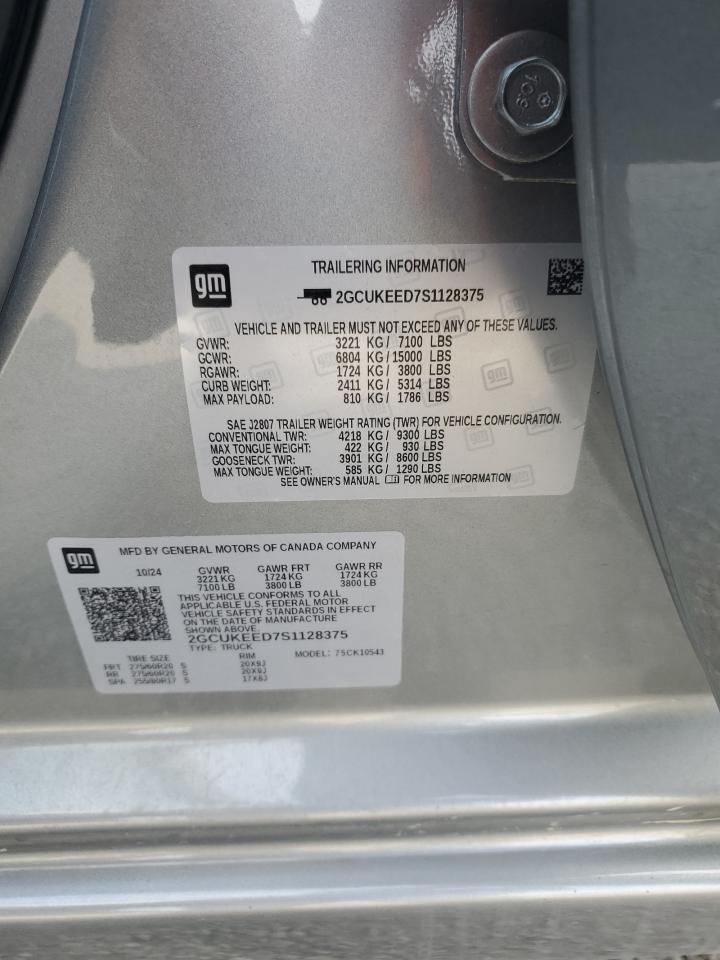 10.9
gm
TRAILERING INFORMATION
2GCUKEED7S1128375
VEHICLE AND TRAILER MUST NOT EXCEED ANY OF THESE VALUES.
GVWR: 3221 KG / 7100 LBS
GCWR: 6804 KG / 15000 LBS
RGAWR: 1724 KG / 3800 LBS
CURB WEIGHT: 2411 KG / 5314 LBS
MAX PAYLOAD: 810 KG / 1786 LBS
SAE J2807 TRAILER WEIGHT RATING (TWR) FOR VEHICLE CONFIGURATION.
CONVENTIONAL TWR: 4218 KG / 9300 LBS
MAX TONGUE WEIGHT: 422 KG / 930 LBS
GOOSENECK TWR: 3901 KG / 8600 LBS
MAX TONGUE WEIGHT: 585 KG / 1290 LBS
SEE OWNER'S MANUAL FOR MORE INFORMATION
gm
MFD BY GENERAL MOTORS OF CANADA COMPANY
10/24 GVWR GAWR FRT GAWR RR
3221 KG 1724 KG 1724 KG
7100 LB 3800 LB 3800 LB
THIS VEHICLE CONFORMS TO ALL
APPLICABLE U.S. FEDERAL MOTOR
VEHICLE SAFETY STANDARDS IN EFFECT
ON THE DATE OF MANUFACTURE
SHOWN ABOVE.
2GCUKEED7S1128375
TYPE: TRUCK MODEL:
TIRE SIZE RIM
FRT 275/60R20 S 20X9J
RR 275/60R20 S 20X9J
SPA 255/80R17 S 17X8J